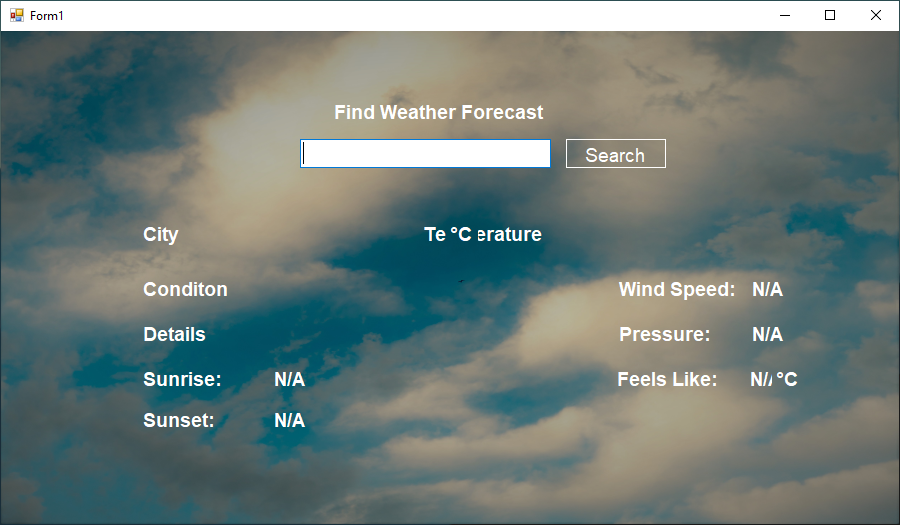 Form1
Find Weather Forecast
Search
City
Te °C erature
Conditon
Wind Speed: N/A
Details
Pressure: N/A
Sunrise: N/A
Feels Like: N/ °C
Sunset: N/A